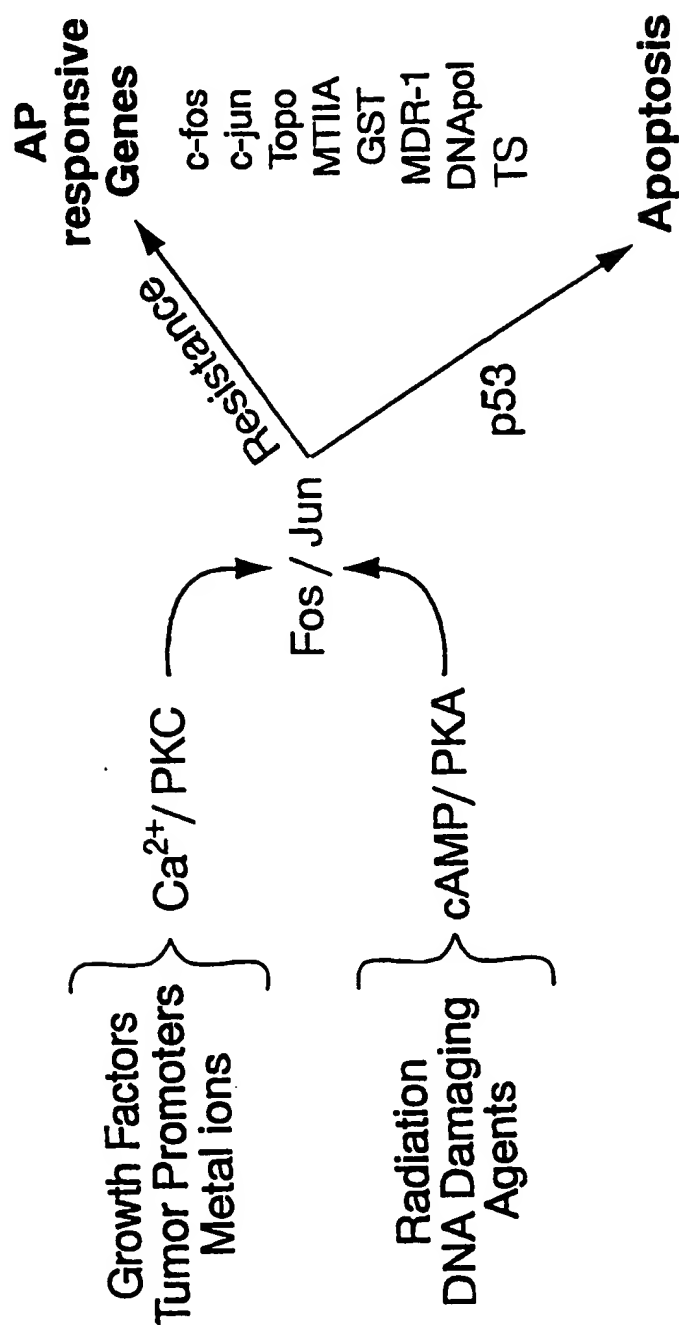 Growth Factors
Tumor Promoters
Metal ions
Ca²⁺/ PKC
Radiation
DNA Damaging
Agents
cAMP/ PKA
Fos / Jun
Resistance
p53
AP
responsive
Genes
c-fos
c-jun
Topo
MTIIA
GST
MDR-1
DNApol
TS
Apoptosis